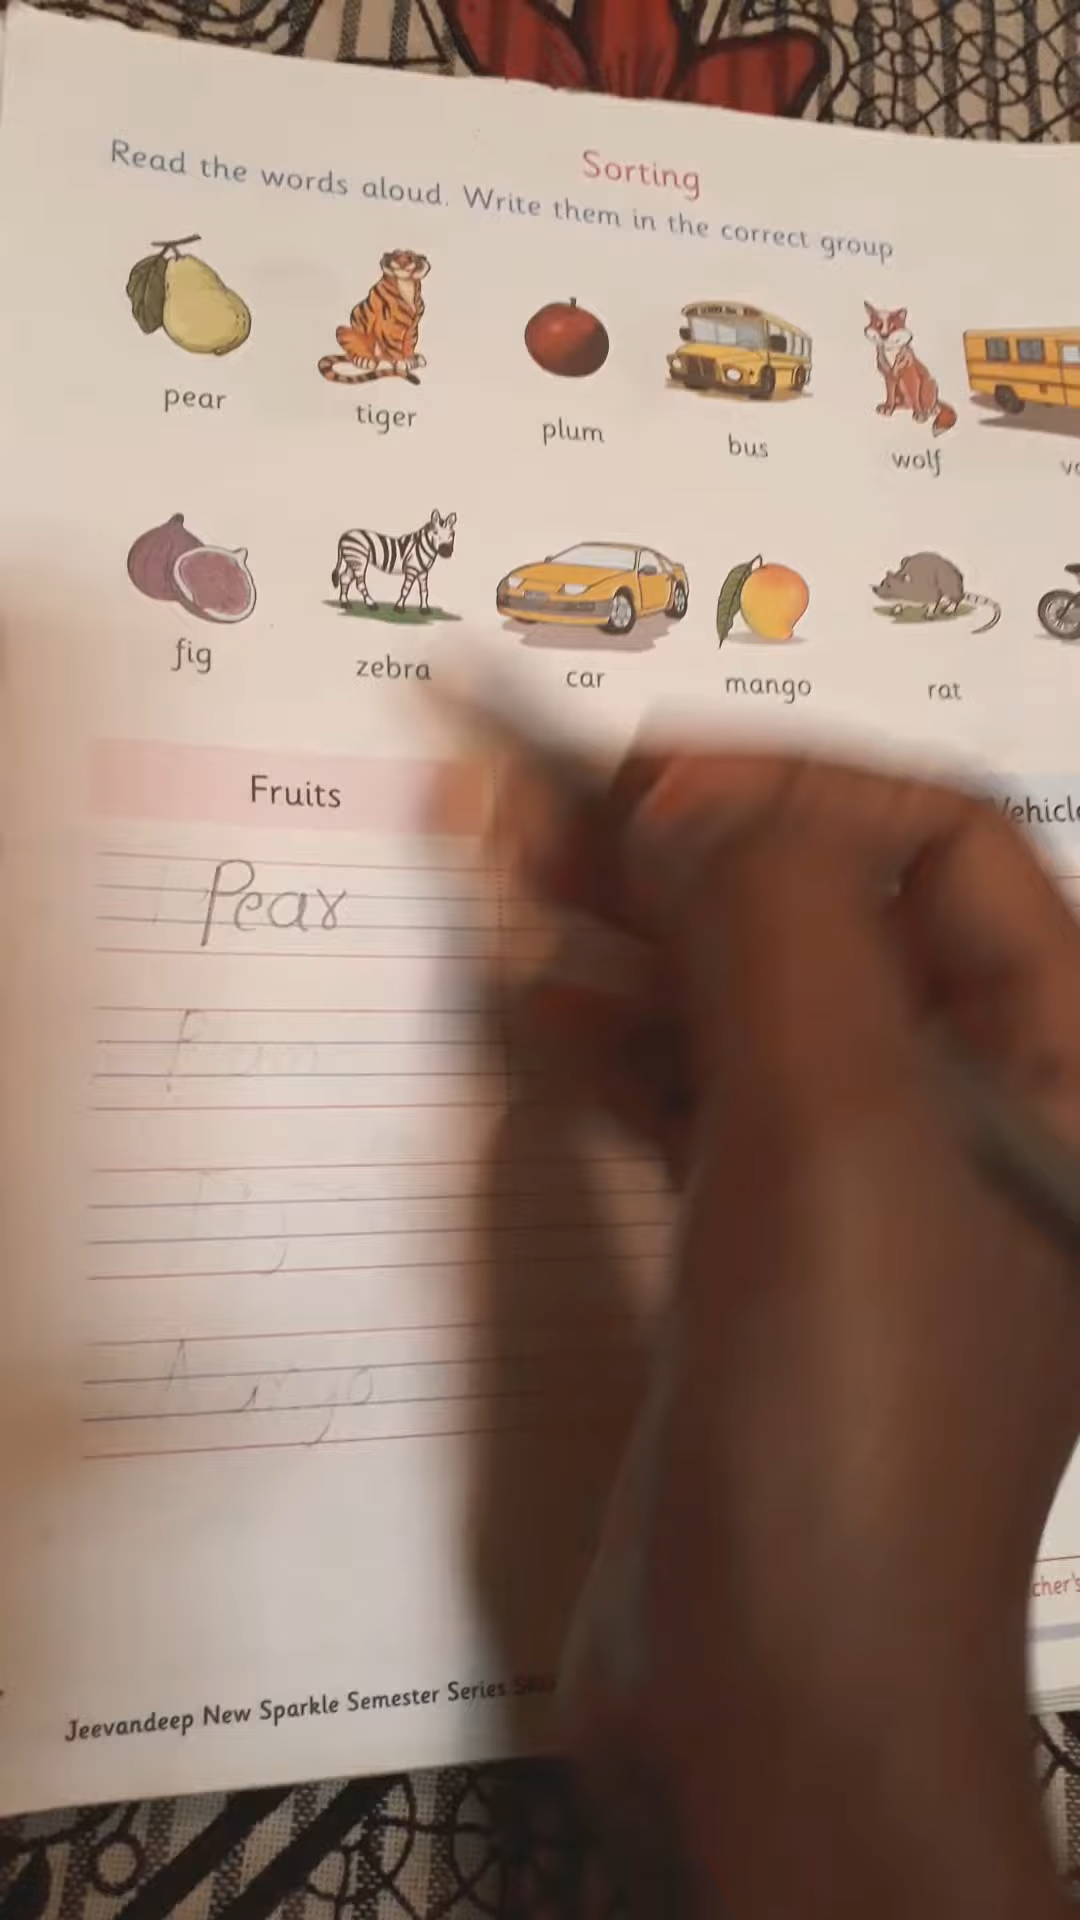 Sorting
Read the words aloud. Write them in the correct group
pear tiger plum bus wolf
fig zebra car mango rat
Fruits
Pear
Jeevandeep New Sparkle Semester Series